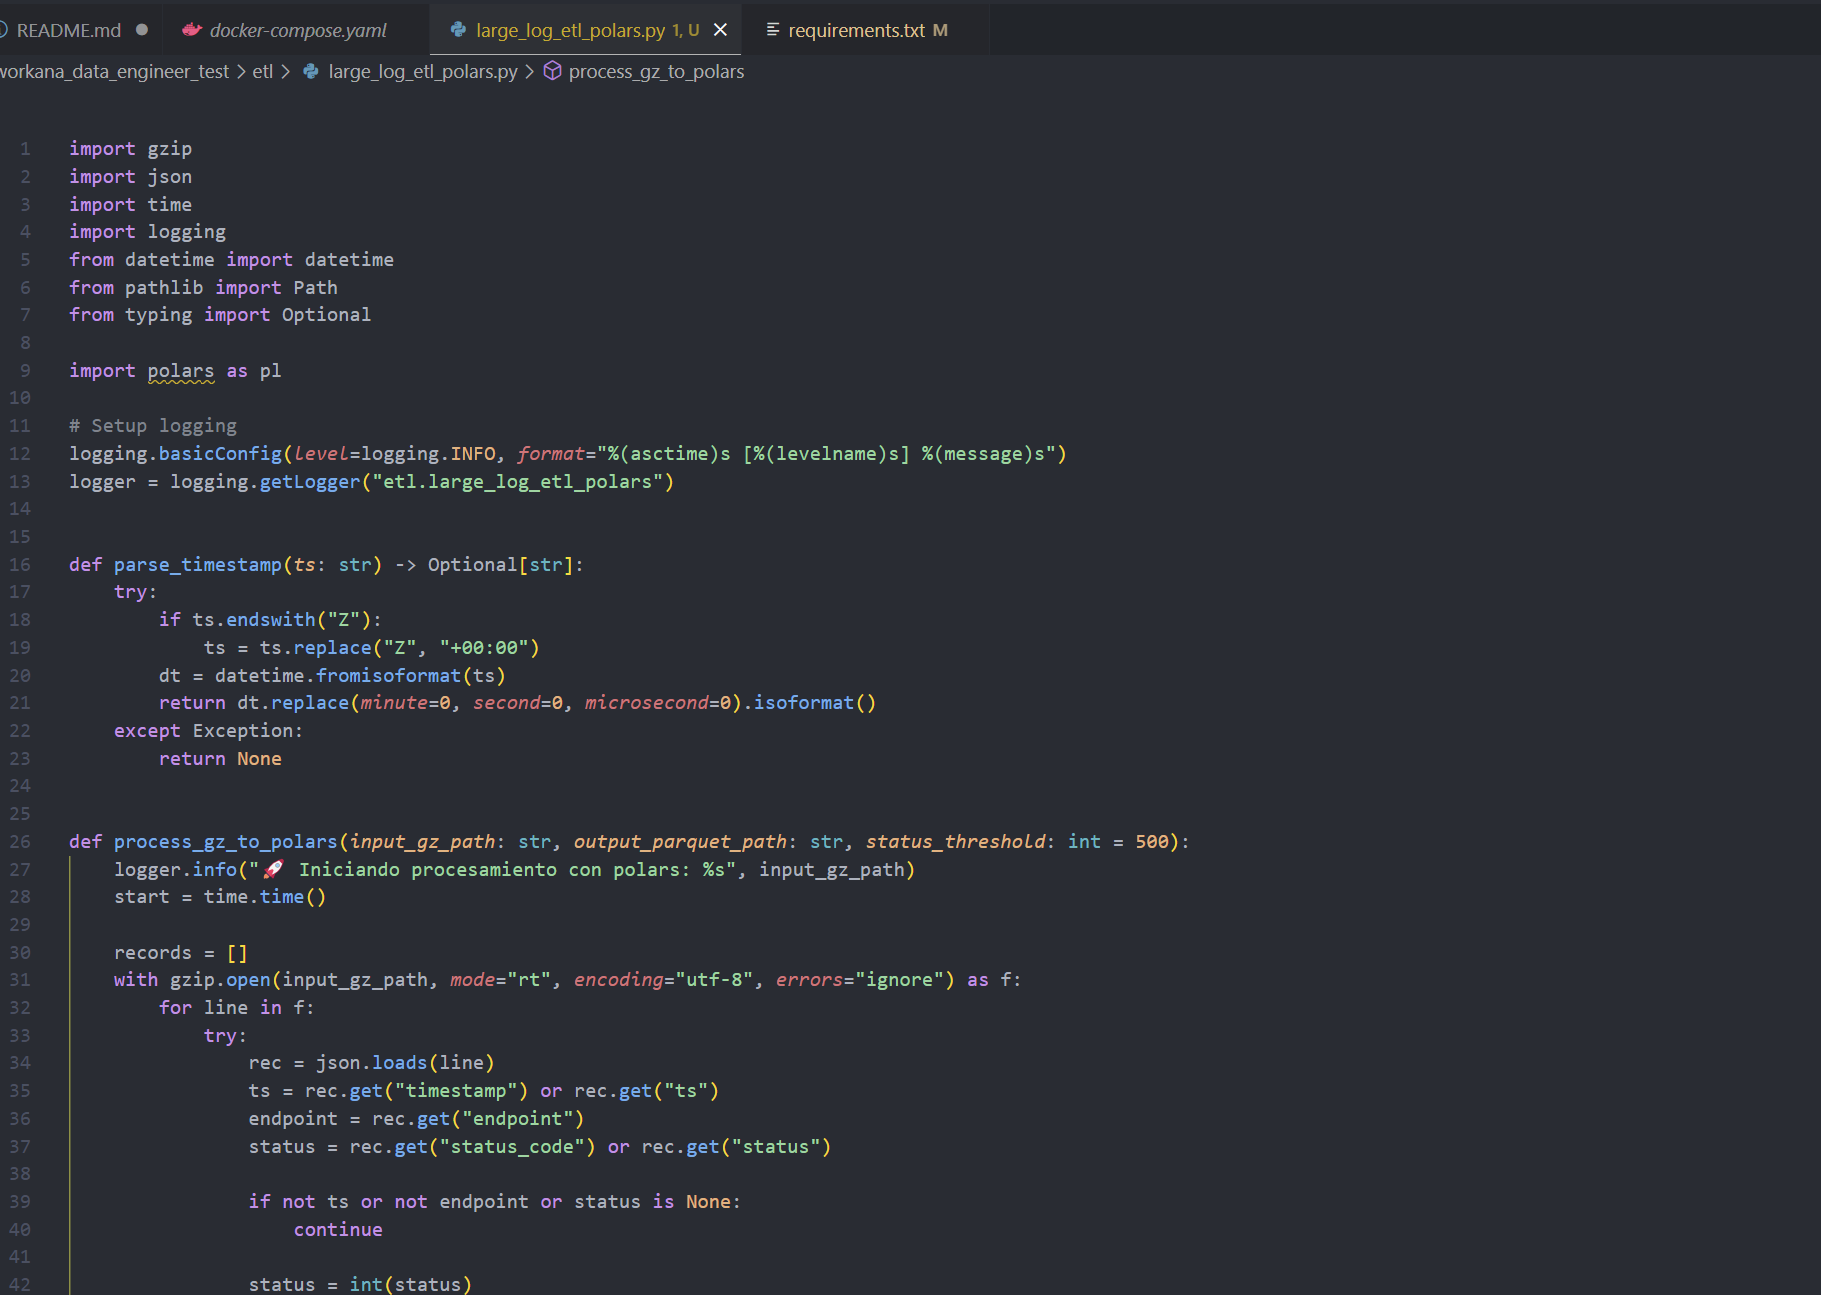 README.md ● docker-compose.yaml large_log_etl_polars.py 1, U × requirements.txt M
workana_data_engineer_test > etl > large_log_etl_polars.py > process_gz_to_polars
1 import gzip
2 import json
3 import time
4 import logging
5 from datetime import datetime
6 from pathlib import Path
7 from typing import Optional
8
9 import polars as pl
10
11 # Setup logging
12 logging.basicConfig(level=logging.INFO, format="%(asctime)s [%(levelname)s] %(message)s")
13 logger = logging.getLogger("etl.large_log_etl_polars")
14
15
16 def parse_timestamp(ts: str) -> Optional[str]:
17     try:
18         if ts.endswith("Z"):
19             ts = ts.replace("Z", "+00:00")
20         dt = datetime.fromisoformat(ts)
21         return dt.replace(minute=0, second=0, microsecond=0).isoformat()
22     except Exception:
23         return None
24
25
26 def process_gz_to_polars(input_gz_path: str, output_parquet_path: str, status_threshold: int = 500):
27     logger.info("🚀 Iniciando procesamiento con polars: %s", input_gz_path)
28     start = time.time()
29
30     records = []
31     with gzip.open(input_gz_path, mode="rt", encoding="utf-8", errors="ignore") as f:
32         for line in f:
33             try:
34                 rec = json.loads(line)
35                 ts = rec.get("timestamp") or rec.get("ts")
36                 endpoint = rec.get("endpoint")
37                 status = rec.get("status_code") or rec.get("status")
38
39                 if not ts or not endpoint or status is None:
40                     continue
41
42                 status = int(status)